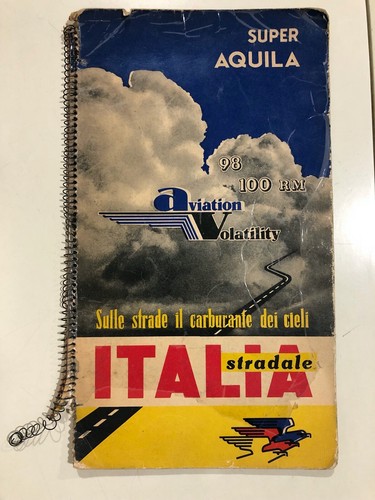 SUPER
AQUILA
98
100 RM
aviation
Volatility
Sulle strade il carburante dei cieli
ITALIA
stradale